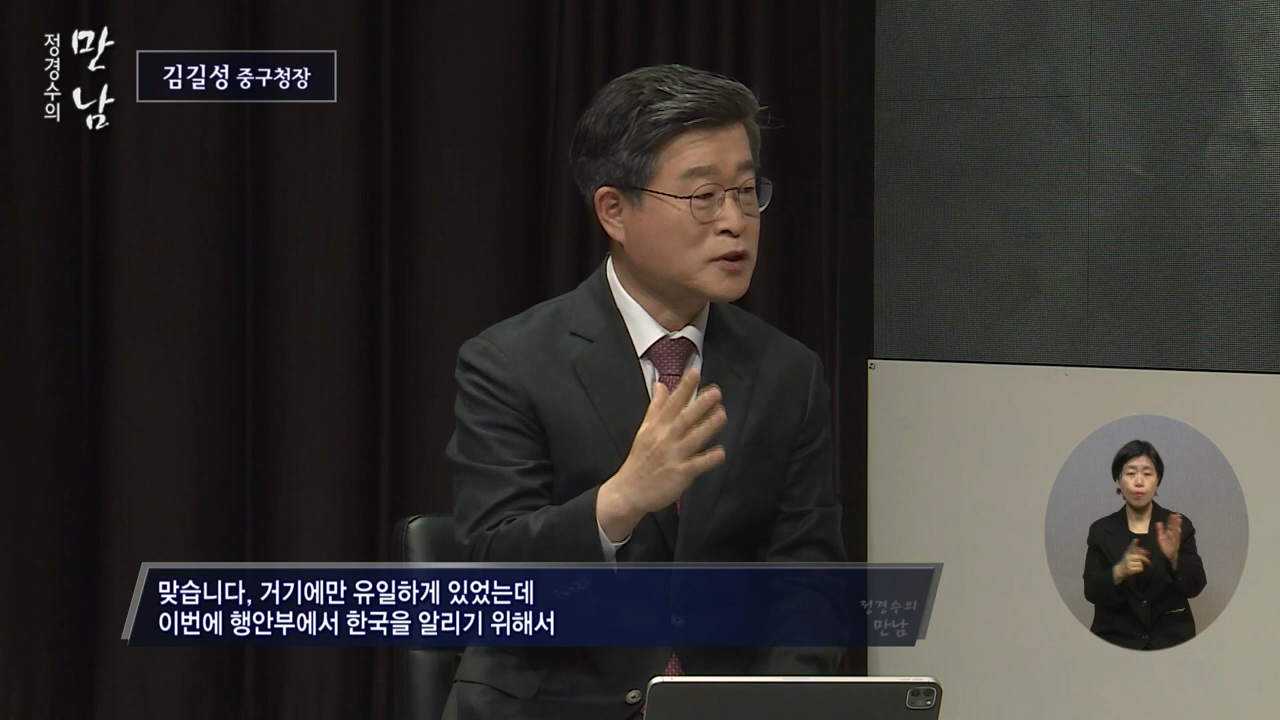 정경수의
만남
김길성 중구청장
맞습니다, 거기에만 유일하게 있었는데
이번에 행안부에서 한국을 알리기 위해서
정경수의
만남